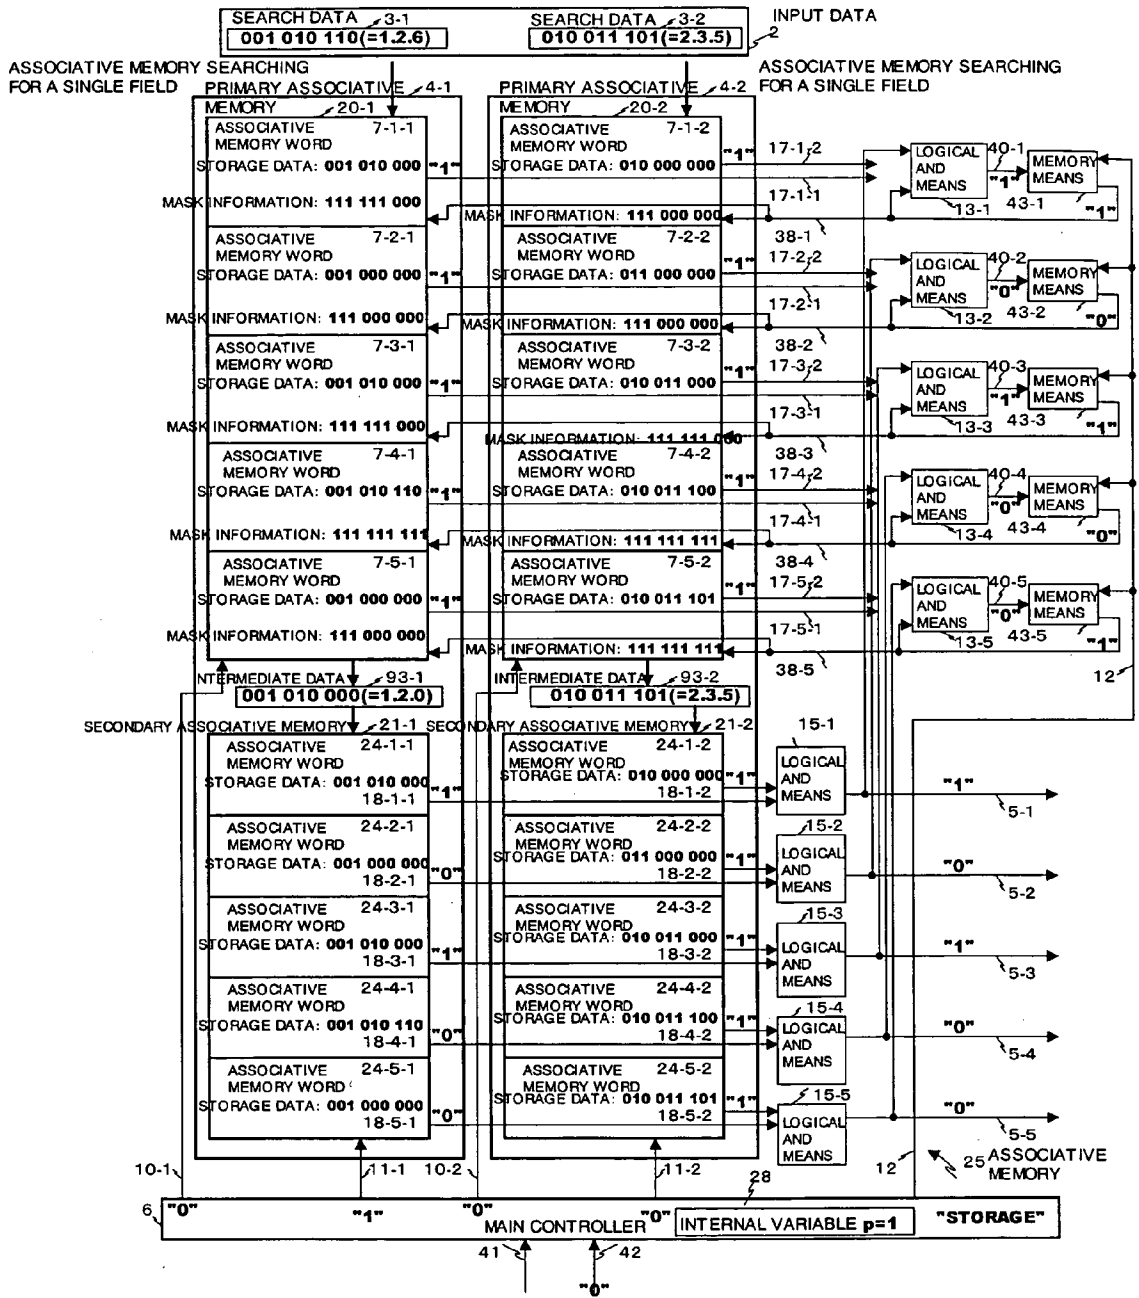 SEARCH DATA 3-1
001 010 110(=1.2.6)
SEARCH DATA 3-2
010 011 101(=2.3.5)
INPUT DATA
2
ASSOCIATIVE MEMORY SEARCHING
FOR A SINGLE FIELD
PRIMARY ASSOCIATIVE 4-1
MEMORY 20-1
PRIMARY ASSOCIATIVE 4-2
MEMORY 20-2
ASSOCIATIVE MEMORY SEARCHING
FOR A SINGLE FIELD
ASSOCIATIVE 7-1-1
MEMORY WORD
STORAGE DATA: 001 010 000 "1"
MASK INFORMATION: 111 111 000
ASSOCIATIVE 7-1-2
MEMORY WORD
STORAGE DATA: 010 000 000 "1"
MASK INFORMATION: 111 000 000
17-1-2
17-1-1
38-1
LOGICAL
AND
MEANS
13-1
40-1
"1"
MEMORY
MEANS
43-1
"1"
ASSOCIATIVE 7-2-1
MEMORY WORD
STORAGE DATA: 001 000 000 "1"
MASK INFORMATION: 111 000 000
ASSOCIATIVE 7-2-2
MEMORY WORD
STORAGE DATA: 011 000 000 "1"
MASK INFORMATION: 111 000 000
17-2-2
17-2-1
38-2
LOGICAL
AND
MEANS
13-2
40-2
"0"
MEMORY
MEANS
43-2
"0"
ASSOCIATIVE 7-3-1
MEMORY WORD
STORAGE DATA: 001 010 000 "1"
MASK INFORMATION: 111 111 000
ASSOCIATIVE 7-3-2
MEMORY WORD
STORAGE DATA: 010 011 000 "1"
MASK INFORMATION: 111 111 000
17-3-2
17-3-1
38-3
LOGICAL
AND
MEANS
13-3
40-3
"1"
MEMORY
MEANS
43-3
"1"
ASSOCIATIVE 7-4-1
MEMORY WORD
STORAGE DATA: 001 010 110 "1"
MASK INFORMATION: 111 111 111
ASSOCIATIVE 7-4-2
MEMORY WORD
STORAGE DATA: 010 011 100 "1"
MASK INFORMATION: 111 111 111
17-4-2
17-4-1
38-4
LOGICAL
AND
MEANS
13-4
40-4
"0"
MEMORY
MEANS
43-4
"0"
ASSOCIATIVE 7-5-1
MEMORY WORD
STORAGE DATA: 001 000 000 "1"
MASK INFORMATION: 111 000 000
ASSOCIATIVE 7-5-2
MEMORY WORD
STORAGE DATA: 010 011 101 "1"
MASK INFORMATION: 111 111 111
17-5-2
17-5-1
38-5
LOGICAL
AND
MEANS
13-5
40-5
"0"
MEMORY
MEANS
43-5
"1"
12
INTERMEDIATE DATA 93-1
001 010 000(=1.2.0)
INTERMEDIATE DATA 93-2
010 011 101(=2.3.5)
SECONDARY ASSOCIATIVE MEMORY 21-1
SECONDARY ASSOCIATIVE MEMORY 21-2
ASSOCIATIVE 24-1-1
MEMORY WORD
STORAGE DATA: 001 010 000 "1"
18-1-1
ASSOCIATIVE 24-1-2
MEMORY WORD
STORAGE DATA: 010 000 000 "1"
18-1-2
15-1
LOGICAL
AND
MEANS
"1"
5-1
ASSOCIATIVE 24-2-1
MEMORY WORD
STORAGE DATA: 001 000 000 "0"
18-2-1
ASSOCIATIVE 24-2-2
MEMORY WORD
STORAGE DATA: 011 000 000 "1"
18-2-2
15-2
LOGICAL
AND
MEANS
"0"
5-2
ASSOCIATIVE 24-3-1
MEMORY WORD
STORAGE DATA: 001 010 000 "1"
18-3-1
ASSOCIATIVE 24-3-2
MEMORY WORD
STORAGE DATA: 010 011 000 "1"
18-3-2
15-3
LOGICAL
AND
MEANS
"1"
5-3
ASSOCIATIVE 24-4-1
MEMORY WORD
STORAGE DATA: 001 010 110 "0"
18-4-1
ASSOCIATIVE 24-4-2
MEMORY WORD
STORAGE DATA: 010 011 100 "1"
18-4-2
15-4
LOGICAL
AND
MEANS
"0"
5-4
ASSOCIATIVE 24-5-1
MEMORY WORD
STORAGE DATA: 001 000 000 "0"
18-5-1
ASSOCIATIVE 24-5-2
MEMORY WORD
STORAGE DATA: 010 011 101 "1"
18-5-2
15-5
LOGICAL
AND
MEANS
"0"
5-5
10-1
11-1
10-2
11-2
28
12
25 ASSOCIATIVE
MEMORY
6
"0"
"1"
"0"
"0"
MAIN CONTROLLER
INTERNAL VARIABLE p=1
"STORAGE"
41
42
"0"